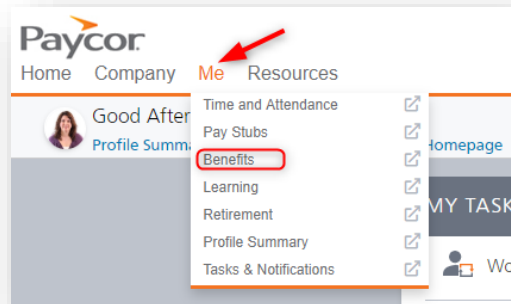 Paycor
Home Company Me Resources
Good After
Profile Summa
Homepage
Time and Attendance
Pay Stubs
Benefits
Learning
Retirement
Profile Summary
Tasks & Notifications
MY TASK
Wo